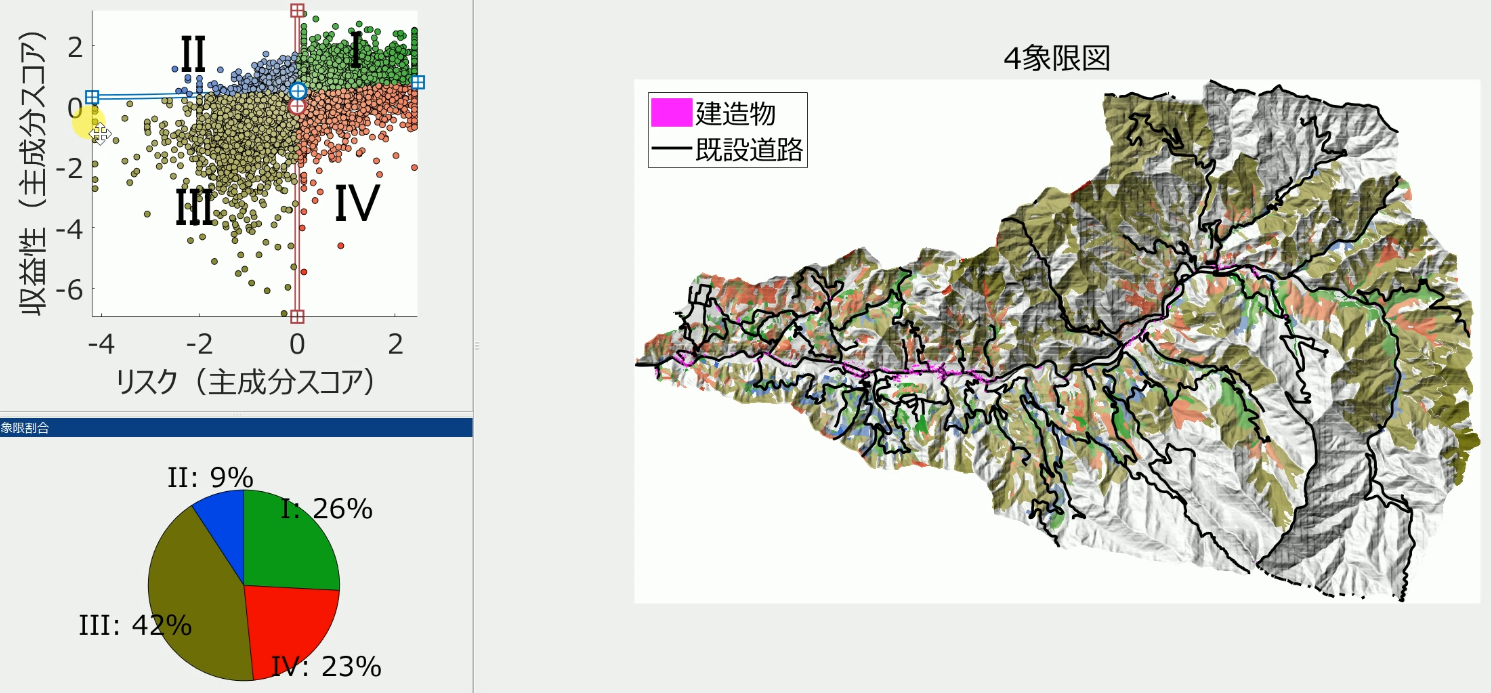 収益性（主成分スコア）
2
0
-2
-4
-6
II
I
III
IV
-4
-2
0
2
リスク（主成分スコア）
象限割合
II: 9%
I: 26%
III: 42%
IV: 23%
4象限図
建造物
既設道路